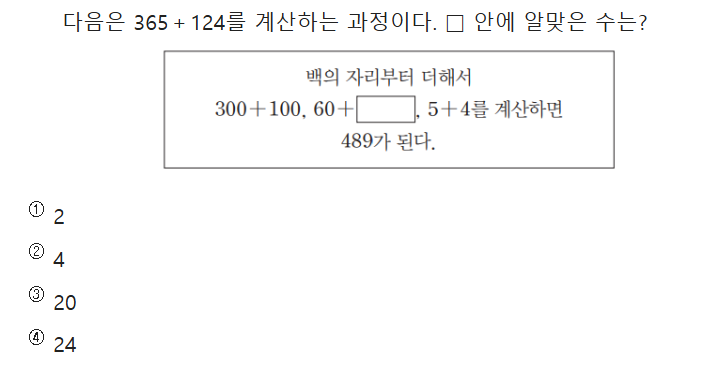 다음은 365 + 124를 계산하는 과정이다. □ 안에 알맞은 수는?
백의 자리부터 더해서
300+100, 60+□, 5+4를 계산하면
489가 된다.
① 2
② 4
③ 20
④ 24